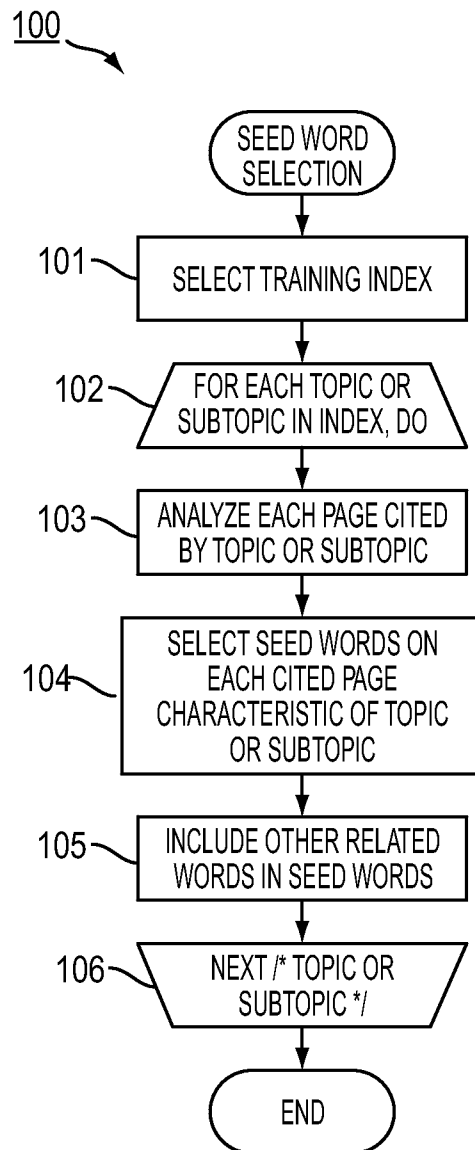 100
SEED WORD
SELECTION
101
SELECT TRAINING INDEX
102
FOR EACH TOPIC OR
SUBTOPIC IN INDEX, DO
103
ANALYZE EACH PAGE CITED
BY TOPIC OR SUBTOPIC
104
SELECT SEED WORDS ON
EACH CITED PAGE
CHARACTERISTIC OF TOPIC
OR SUBTOPIC
105
INCLUDE OTHER RELATED
WORDS IN SEED WORDS
106
NEXT /* TOPIC OR
SUBTOPIC */
END